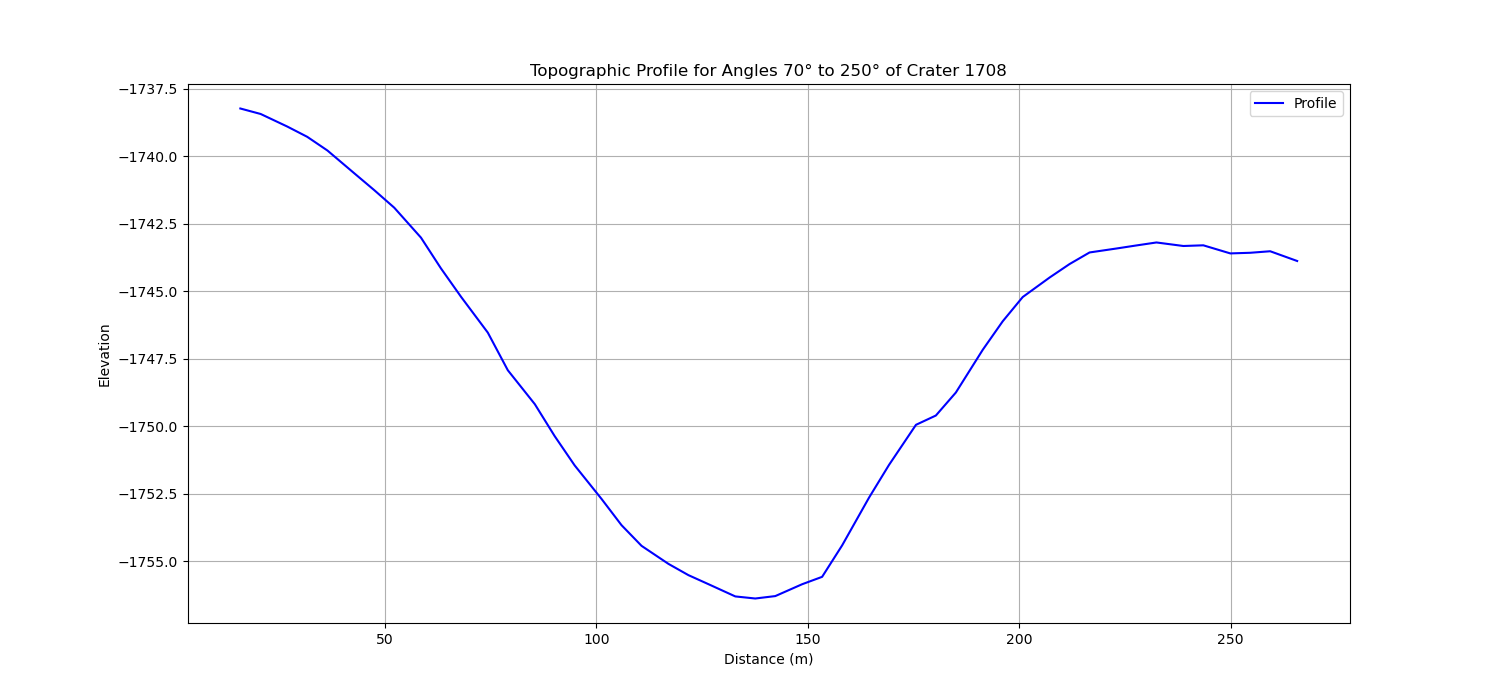 Topographic Profile for Angles 70° to 250° of Crater 1708
Profile
Elevation
−1737.5
−1740.0
−1742.5
−1745.0
−1747.5
−1750.0
−1752.5
−1755.0
50 100 150 200 250
Distance (m)